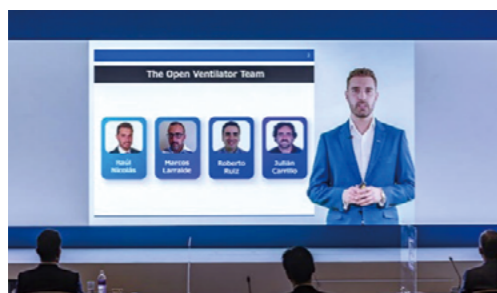 The Open Ventilator Team
Raúl
Nicolás
Marcos
Larralde
Roberto
Ruiz
Julián
Carrillo